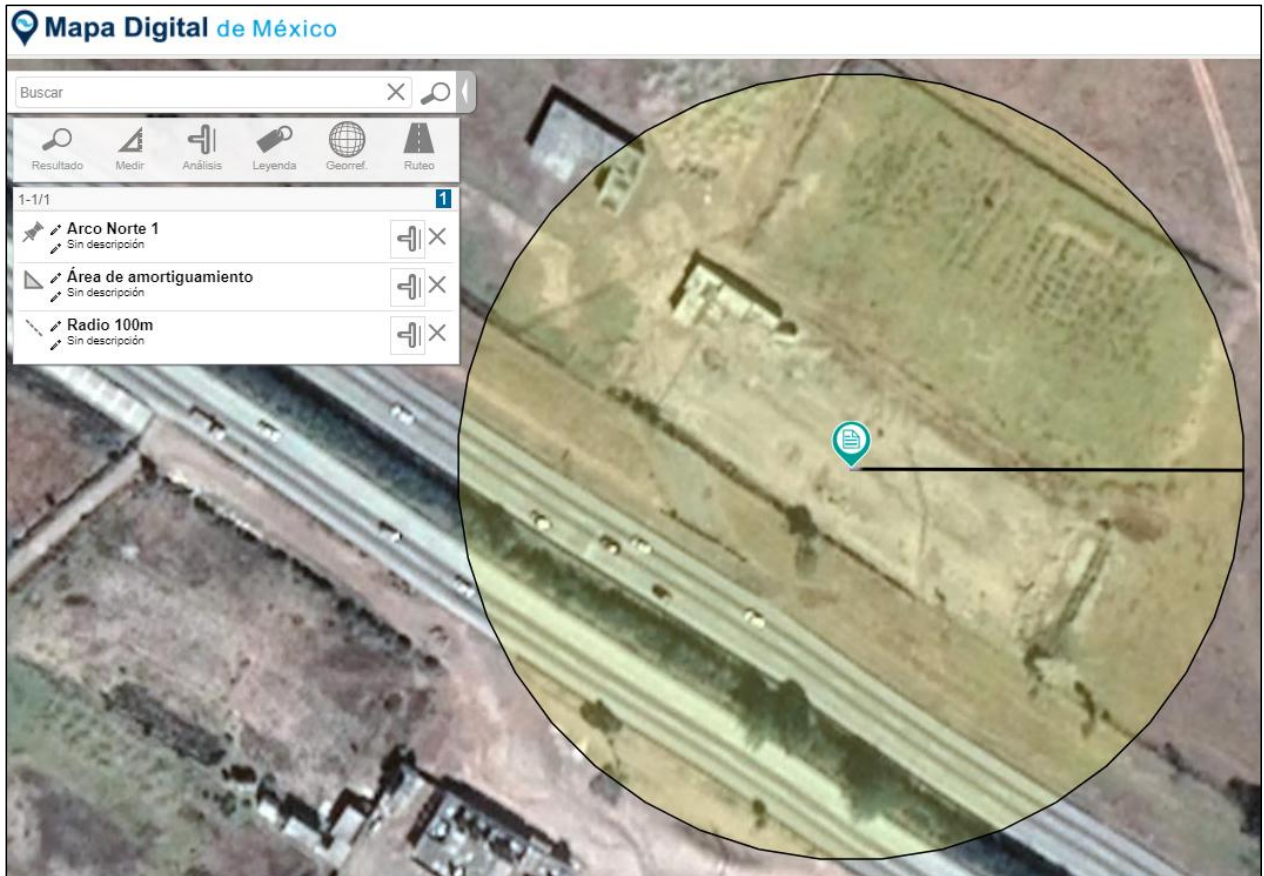 Mapa Digital de México
Buscar
Resultado Medir Análisis Leyenda Georref. Ruteo
1-1/1 1
Arco Norte 1
Sin descripción
Área de amortiguamiento
Sin descripción
Radio 100m
Sin descripción